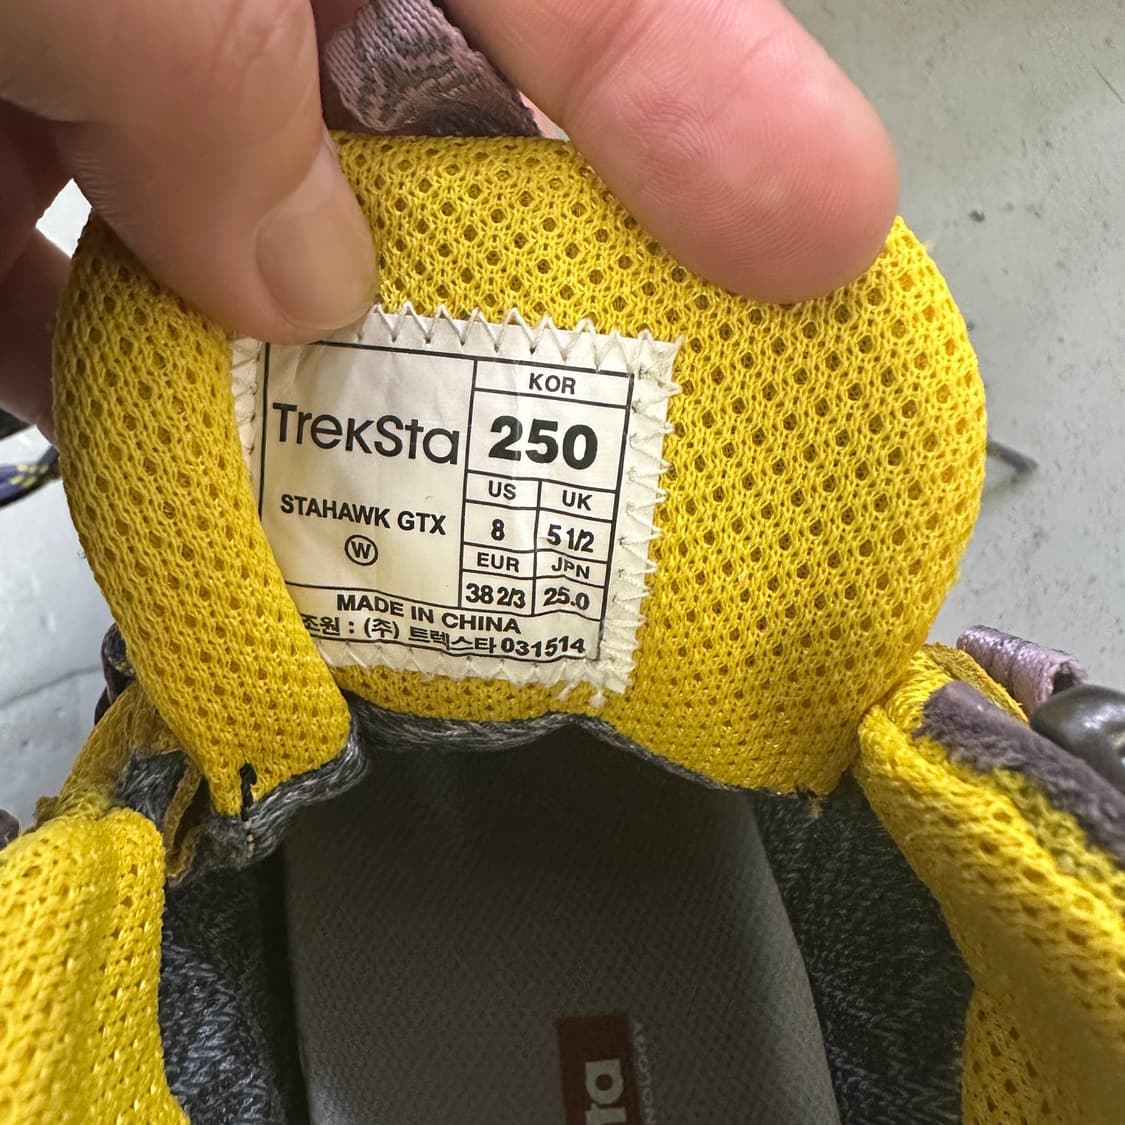 TrekSta
STAHAWK GTX
W
KOR
250
US UK
8 5 1/2
EUR JPN
38 2/3 25.0
MADE IN CHINA
조원 : (주) 트렉스타 031514